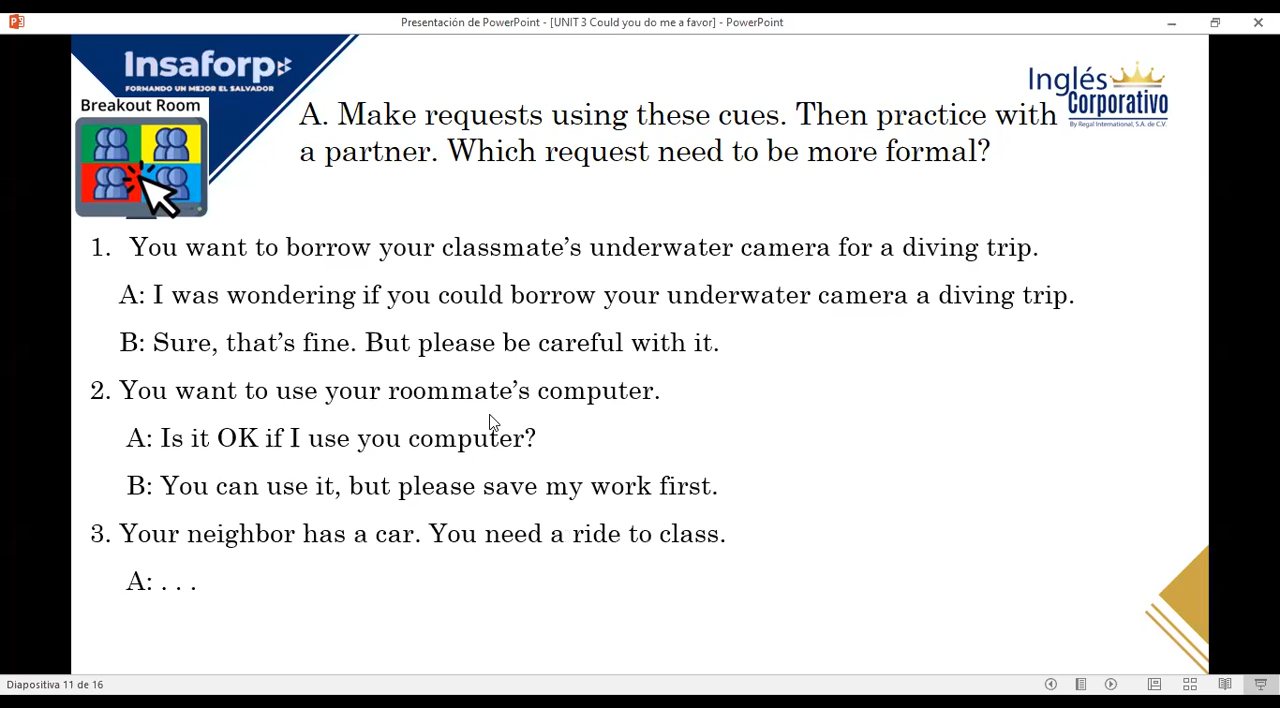 Presentación de PowerPoint - [UNIT 3 Could you do me a favor] - PowerPoint
Insaforp
FORMANDO UN MEJOR EL SALVADOR
Inglés
Corporativo
By Regal International, S.A. de C.V.
Breakout Room
A. Make requests using these cues. Then practice with
a partner. Which request need to be more formal?
1. You want to borrow your classmate's underwater camera for a diving trip.
A: I was wondering if you could borrow your underwater camera a diving trip.
B: Sure, that's fine. But please be careful with it.
2. You want to use your roommate's computer.
A: Is it OK if I use you computer?
B: You can use it, but please save my work first.
3. Your neighbor has a car. You need a ride to class.
A: . . .
Diapositiva 11 de 16